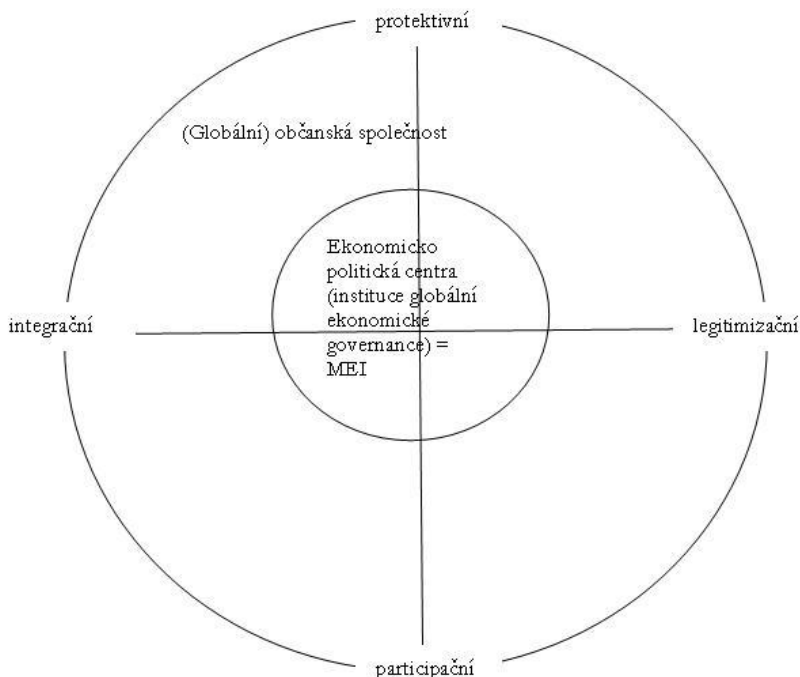 protektivní
(Globální) občanská společnost
Ekonomicko
politická centra
(instituce globální
ekonomické
governance) =
MEI
integrační
legitimizační
participační